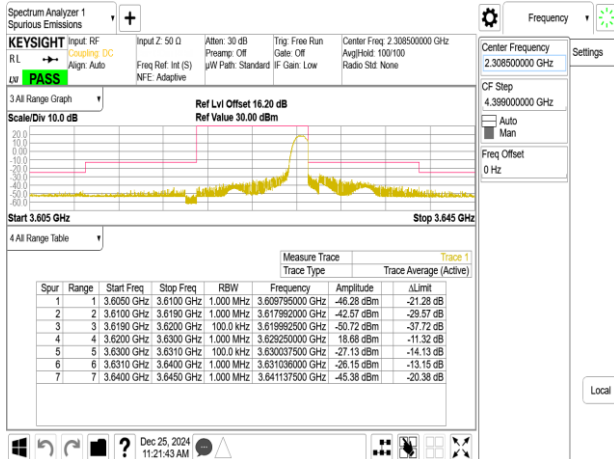 Spectrum Analyzer 1
Spurious Emissions
Frequency
KEYSIGHT Input: RF Input Z: 50 Ω Atten: 30 dB Trig: Free Run Center Freq: 2.308500000 GHz
RL Coupling: DC Preamp: Off Gate: Off Avg|Hold: 100/100
Align: Auto Freq Ref: Int (S) µW Path: Standard IF Gain: Low Radio Std: None
NFE: Adaptive
LXI PASS
Center Frequency
2.308500000 GHz
Settings
CF Step
4.399000000 GHz
Auto
Man
Freq Offset
0 Hz
3 All Range Graph
Ref Lvl Offset 16.20 dB
Scale/Div 10.0 dB Ref Value 30.00 dBm
20.0
10.0
0.00
-10.0
-20.0
-30.0
-40.0
-50.0
-60.0
Start 3.605 GHz Stop 3.645 GHz
4 All Range Table
Measure Trace Trace 1
Trace Type Trace Average (Active)
Spur Range Start Freq Stop Freq RBW Frequency Amplitude ΔLimit
1 1 3.6050 GHz 3.6100 GHz 1.000 MHz 3.609795000 GHz -46.28 dBm -21.28 dB
2 2 3.6100 GHz 3.6190 GHz 1.000 MHz 3.617992000 GHz -42.57 dBm -29.57 dB
3 3 3.6190 GHz 3.6200 GHz 100.0 kHz 3.619992500 GHz -50.72 dBm -37.72 dB
4 4 3.6200 GHz 3.6300 GHz 1.000 MHz 3.629250000 GHz 18.68 dBm -11.32 dB
5 5 3.6300 GHz 3.6310 GHz 100.0 kHz 3.630037500 GHz -27.13 dBm -14.13 dB
6 6 3.6310 GHz 3.6400 GHz 1.000 MHz 3.631036000 GHz -26.15 dBm -13.15 dB
7 7 3.6400 GHz 3.6450 GHz 1.000 MHz 3.641137500 GHz -45.38 dBm -20.38 dB
Local
Dec 25, 2024
11:21:43 AM